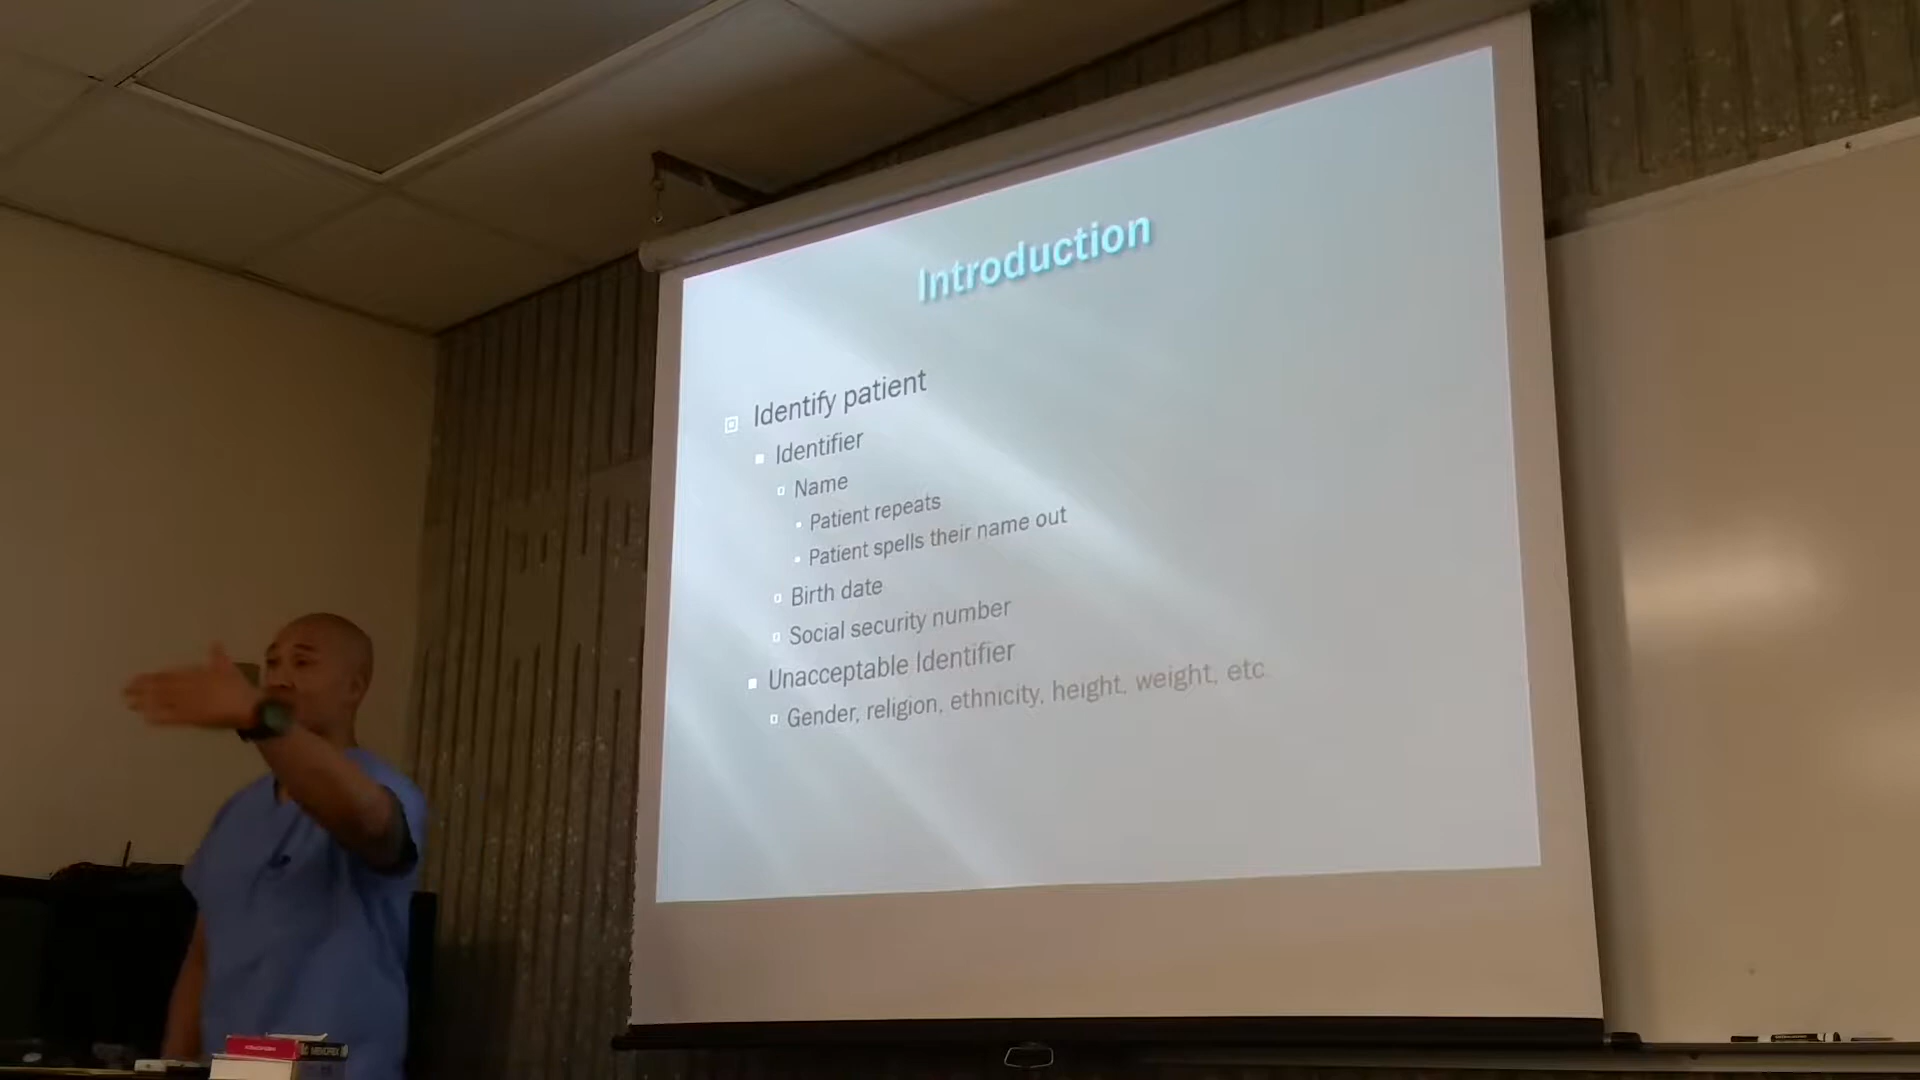 Introduction
Identify patient
Identifier
Name
Patient repeats
Patient spells their name out
Birth date
Social security number
Unacceptable Identifier
Gender, religion, ethnicity, height, weight, etc
MEMOREX